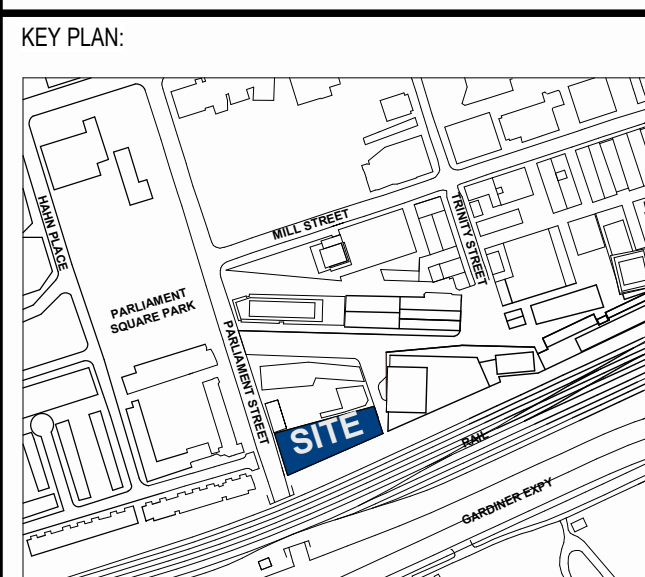 KEY PLAN:
HAHN PLACE
MILL STREET
TRINITY STREET
PARLIAMENT
SQUARE PARK
PARLIAMENT STREET
SITE
RAIL
GARDINER EXPY